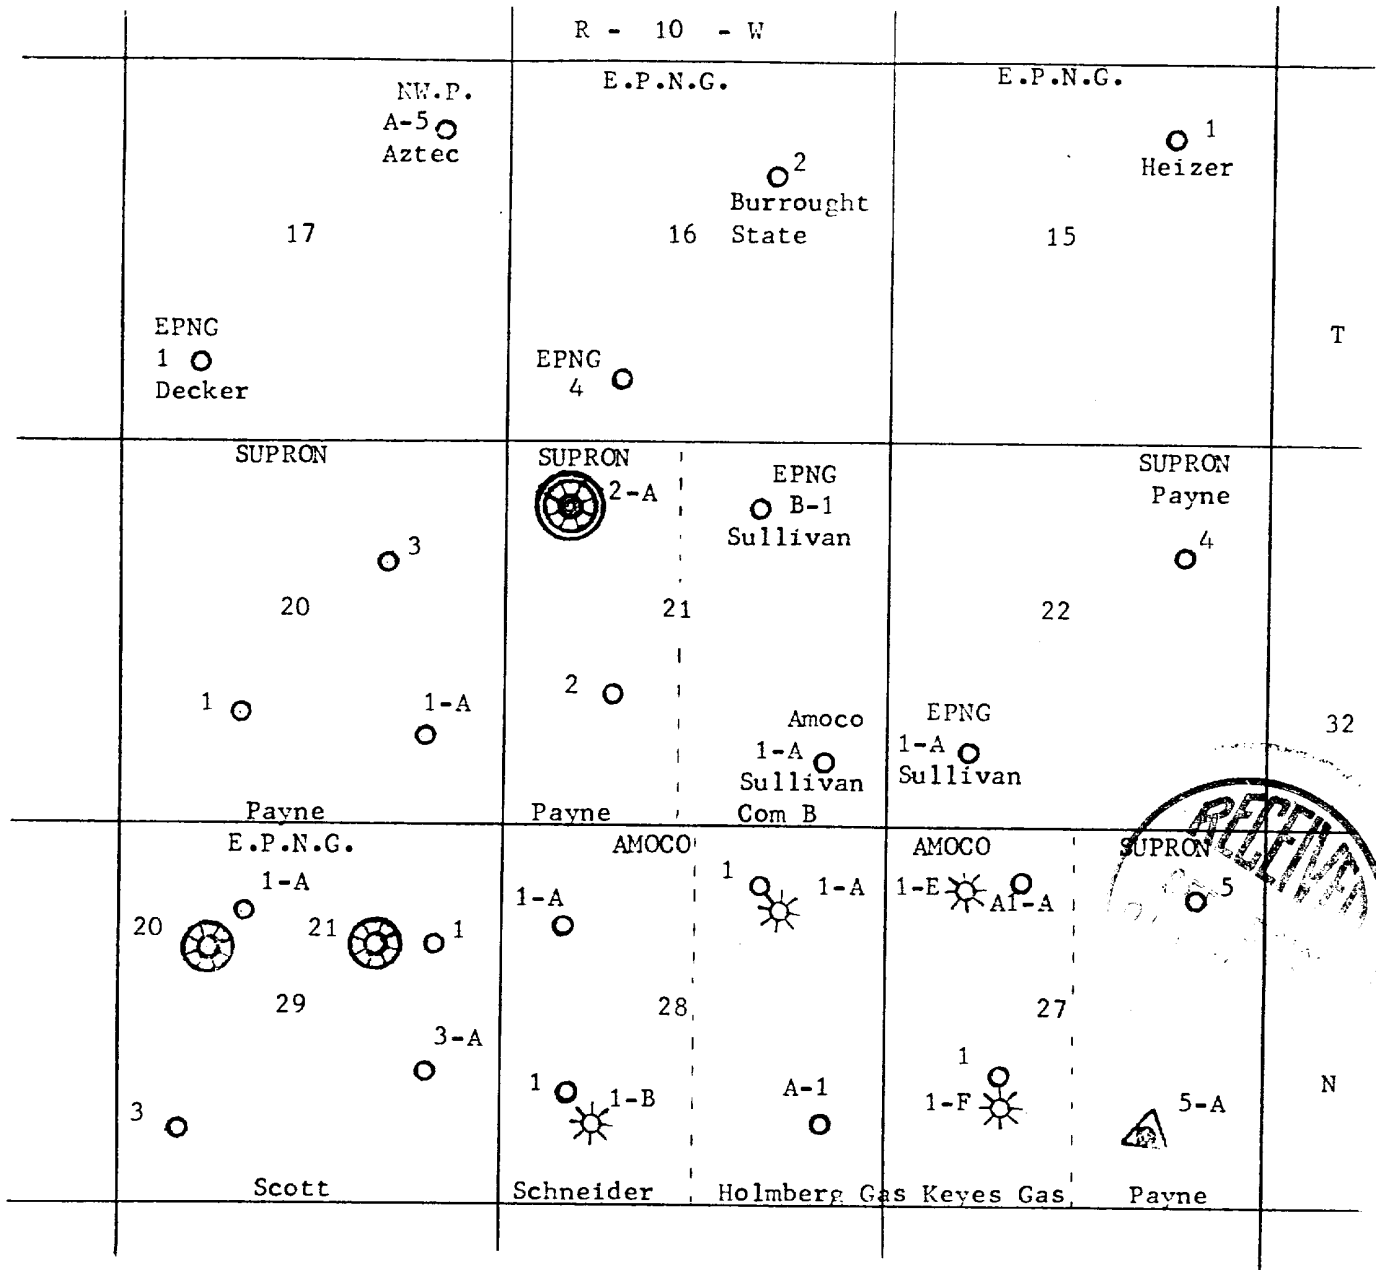 R - 10 - W
NW.P.
A-5
Aztec
17
EPNG
1
Decker
E.P.N.G.
2
Burrought
State
16
EPNG
4
E.P.N.G.
1
Heizer
15
T
SUPRON
3
20
1
1-A
Payne
SUPRON
2-A
21
2
Payne
EPNG
B-1
Sullivan
Amoco
1-A
Sullivan
Com B
SUPRON
Payne
4
22
EPNG
1-A
Sullivan
32
RECEIVED
E.P.N.G.
1-A
20
21
1
29
3-A
3
Scott
AMOCO
1-A
28
1
1-B
Schneider
1
1-A
A-1
Holmberg Gas
AMOCO
1-E
A1-A
27
1
1-F
Keyes Gas
SUPRON
5
5-A
Payne
N